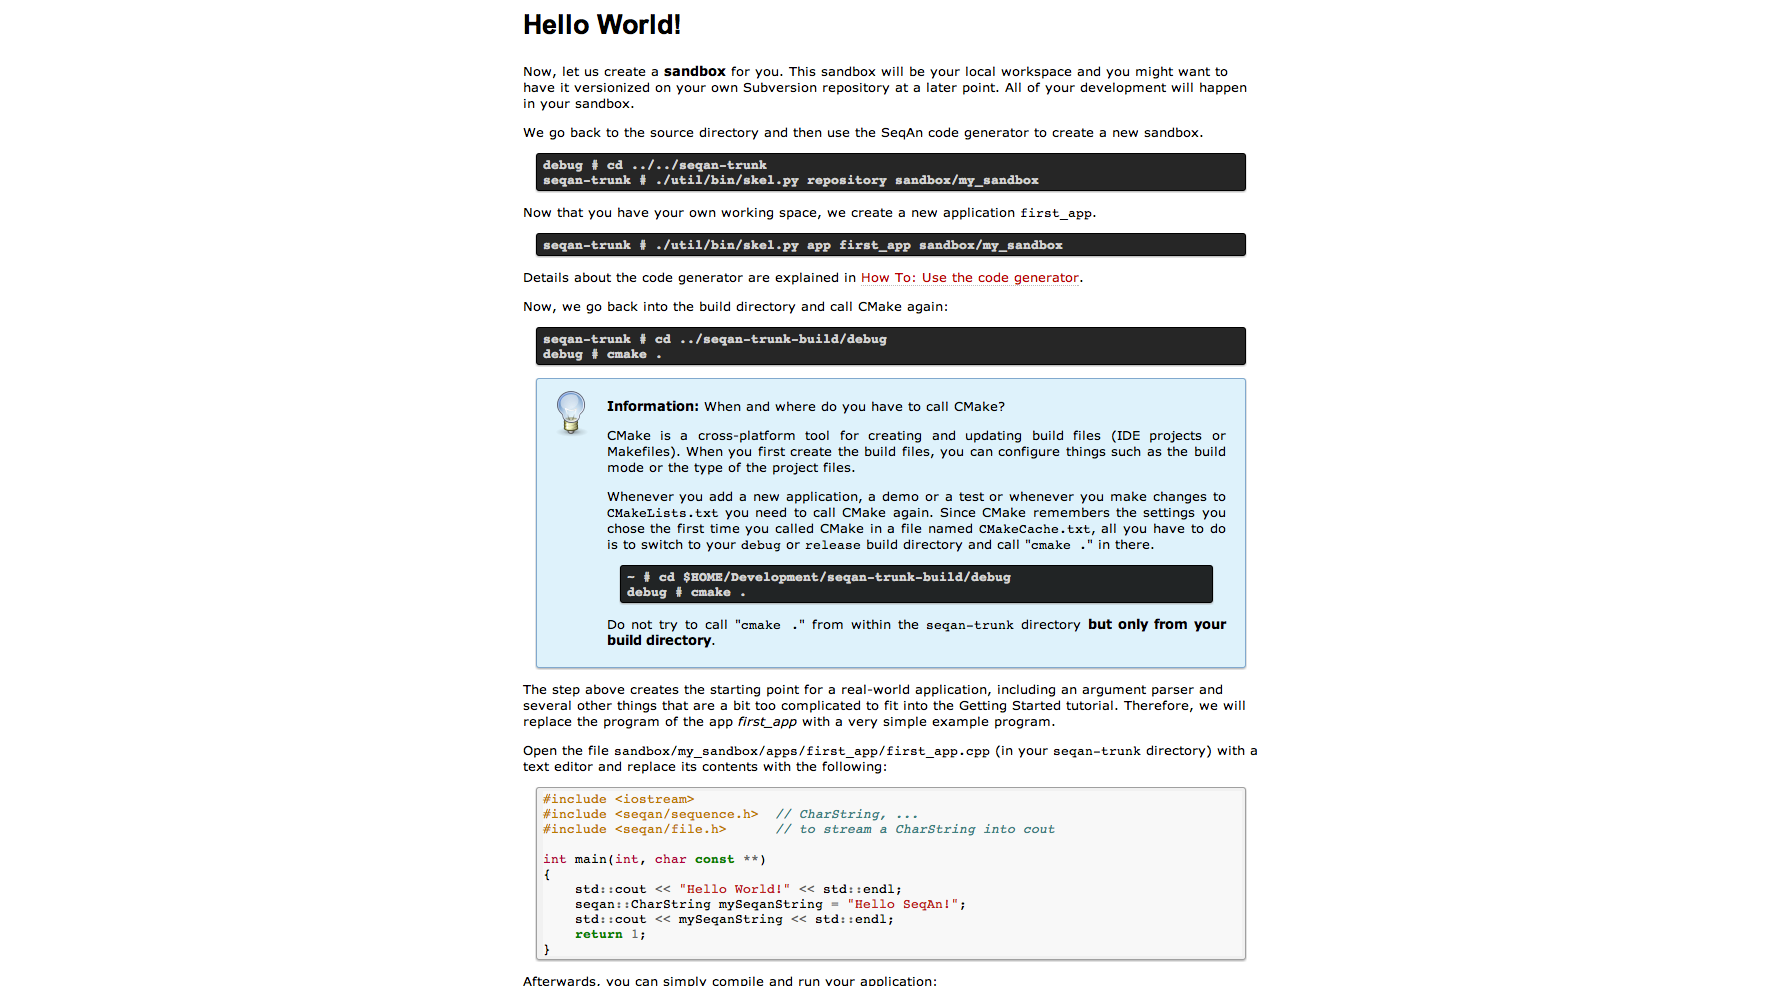 Hello World!
Now, let us create a sandbox for you. This sandbox will be your local workspace and you might want to
have it versionized on your own Subversion repository at a later point. All of your development will happen
in your sandbox.
We go back to the source directory and then use the SeqAn code generator to create a new sandbox.
debug # cd ../../seqan-trunk
seqan-trunk # ./util/bin/skel.py repository sandbox/my_sandbox
Now that you have your own working space, we create a new application first_app.
seqan-trunk # ./util/bin/skel.py app first_app sandbox/my_sandbox
Details about the code generator are explained in How To: Use the code generator.
Now, we go back into the build directory and call CMake again:
seqan-trunk # cd ../seqan-trunk-build/debug
debug # cmake .
Information: When and where do you have to call CMake?
CMake is a cross-platform tool for creating and updating build files (IDE projects or
Makefiles). When you first create the build files, you can configure things such as the build
mode or the type of the project files.
Whenever you add a new application, a demo or a test or whenever you make changes to
CMakeLists.txt you need to call CMake again. Since CMake remembers the settings you
chose the first time you called CMake in a file named CMakeCache.txt, all you have to do
is to switch to your debug or release build directory and call "cmake ." in there.
~ # cd $HOME/Development/seqan-trunk-build/debug
debug # cmake .
Do not try to call "cmake ." from within the seqan-trunk directory but only from your
build directory.
The step above creates the starting point for a real-world application, including an argument parser and
several other things that are a bit too complicated to fit into the Getting Started tutorial. Therefore, we will
replace the program of the app first_app with a very simple example program.
Open the file sandbox/my_sandbox/apps/first_app/first_app.cpp (in your seqan-trunk directory) with a
text editor and replace its contents with the following:
#include <iostream>
#include <seqan/sequence.h>  // CharString, ...
#include <seqan/file.h>      // to stream a CharString into cout
int main(int, char const **)
{
    std::cout << "Hello World!" << std::endl;
    seqan::CharString mySeqanString = "Hello SeqAn!";
    std::cout << mySeqanString << std::endl;
    return 1;
}
Afterwards, you can simply compile and run your application: